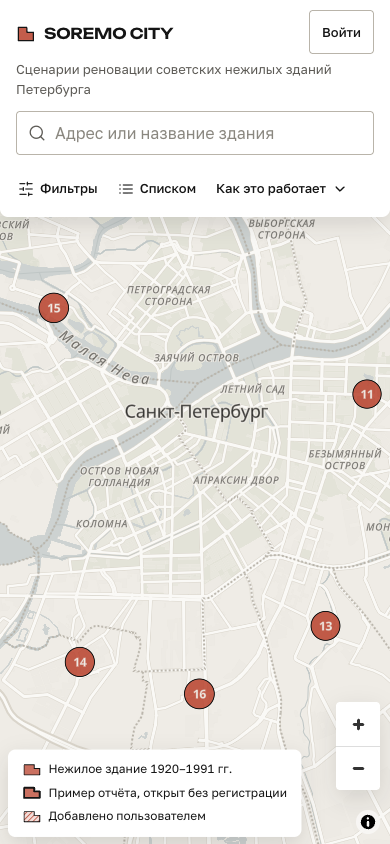 SOREMO CITY
Войти
Сценарии реновации советских нежилых зданий
Петербурга
Адрес или название здания
Фильтры
Списком
Как это работает
ВЫБОРГСКАЯ
СТОРОНА
ПЕТРОГРАДСКАЯ
СТОРОНА
15
Малая Нева
ЗАЯЧИЙ ОСТРОВ
ЛЕТНИЙ САД
11
Санкт-Петербург
БЕЗЫМЯННЫЙ
ОСТРОВ
ОСТРОВ НОВАЯ
ГОЛЛАНДИЯ
АПРАКСИН ДВОР
КОЛОМНА
13
14
16
+
−
Нежилое здание 1920–1991 гг.
Пример отчёта, открыт без регистрации
Добавлено пользователем